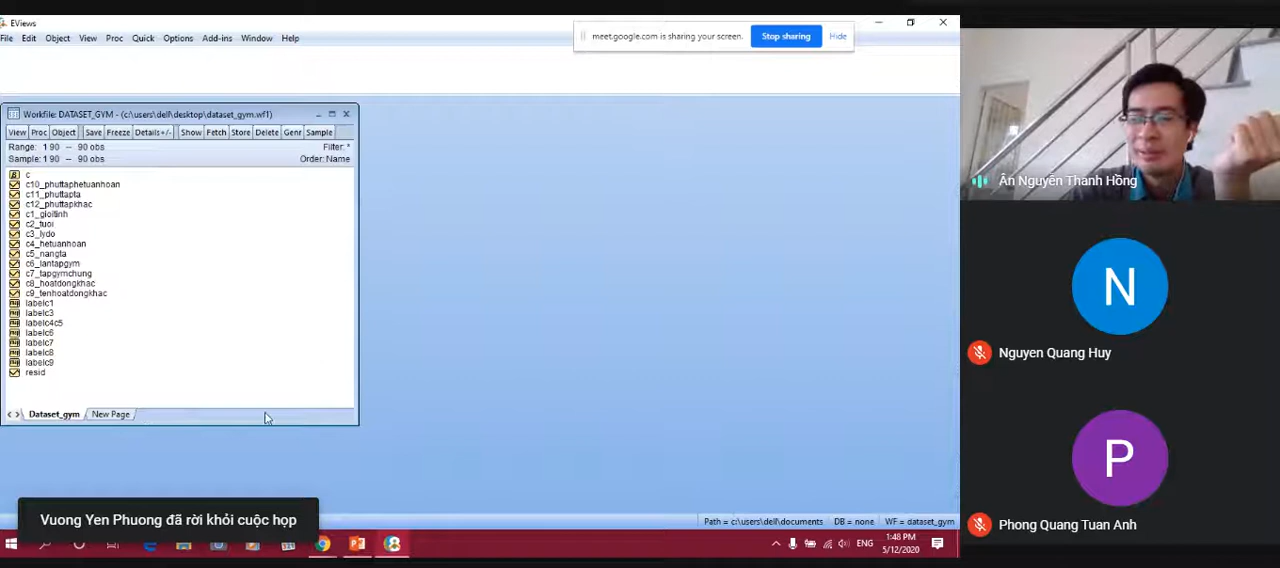 EViews
File Edit Object View Proc Quick Options Add-ins Window Help
meet.google.com is sharing your screen. Stop sharing Hide
Workfile: DATASET_GYM - (c:\users\dell\desktop\dataset_gym.wf1)
View Proc Object Save Freeze Details+/- Show Fetch Store Delete Genr Sample
Range: 1 90 -- 90 obs Filter: *
Sample: 1 90 -- 90 obs Order: Name
c
c10_phuttaphetuanhoan
c11_phuttapta
c12_phuttapkhac
c1_gioitinh
c2_tuoi
c3_lydo
c4_hetuanhoan
c5_nangta
c6_lantapgym
c7_tapgymchung
c8_hoatdongkhac
c9_tenhoatdongkhac
labelc1
labelc3
labelc4c5
labelc6
labelc7
labelc8
labelc9
resid
Dataset_gym New Page
Vuong Yen Phuong đã rời khỏi cuộc họp
Path = c:\users\dell\documents DB = none WF = dataset_gym
ENG
1:48 PM
5/12/2020
Ân Nguyễn Thanh Hồng
N
Nguyen Quang Huy
P
Phong Quang Tuan Anh